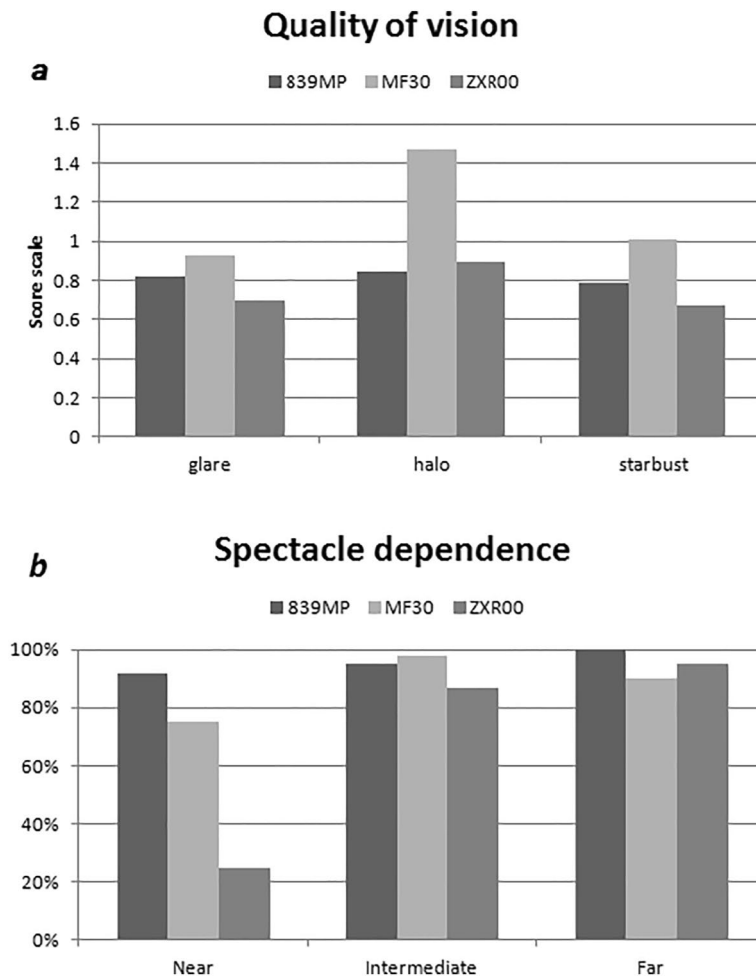 Quality of vision
a
839MP MF30 ZXR00
1.6
1.4
1.2
1
0.8
0.6
0.4
0.2
0
Score scale
glare halo starbust
Spectacle dependence
b
839MP MF30 ZXR00
100%
80%
60%
40%
20%
0%
Near Intermediate Far